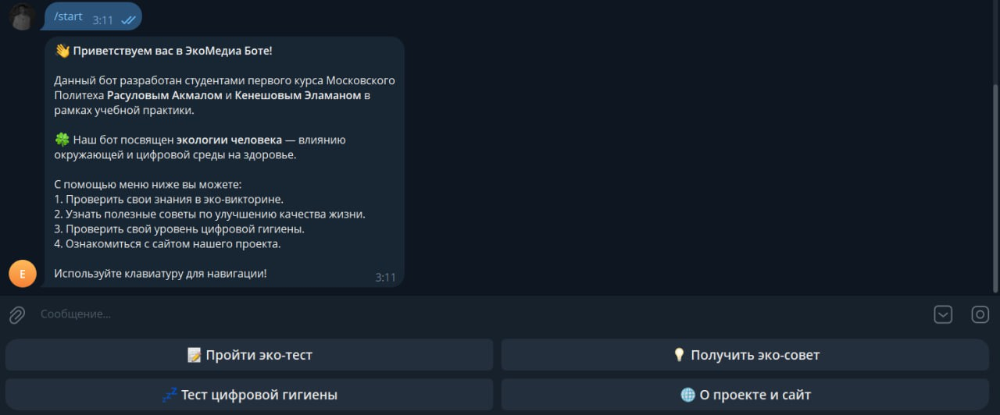 /start 3:11
👋 Приветствуем вас в ЭкоМедиа Боте!
Данный бот разработан студентами первого курса Московского
Политеха Расуловым Акмалом и Кенешовым Эламаном в
рамках учебной практики.
🍀 Наш бот посвящен экологии человека — влиянию
окружающей и цифровой среды на здоровье.
С помощью меню ниже вы можете:
1. Проверить свои знания в эко-викторине.
2. Узнать полезные советы по улучшению качества жизни.
3. Проверить свой уровень цифровой гигиены.
4. Ознакомиться с сайтом нашего проекта.
E
Используйте клавиатуру для навигации! 3:11
Сообщение...
📝 Пройти эко-тест
💡 Получить эко-совет
💤 Тест цифровой гигиены
🌐 О проекте и сайт